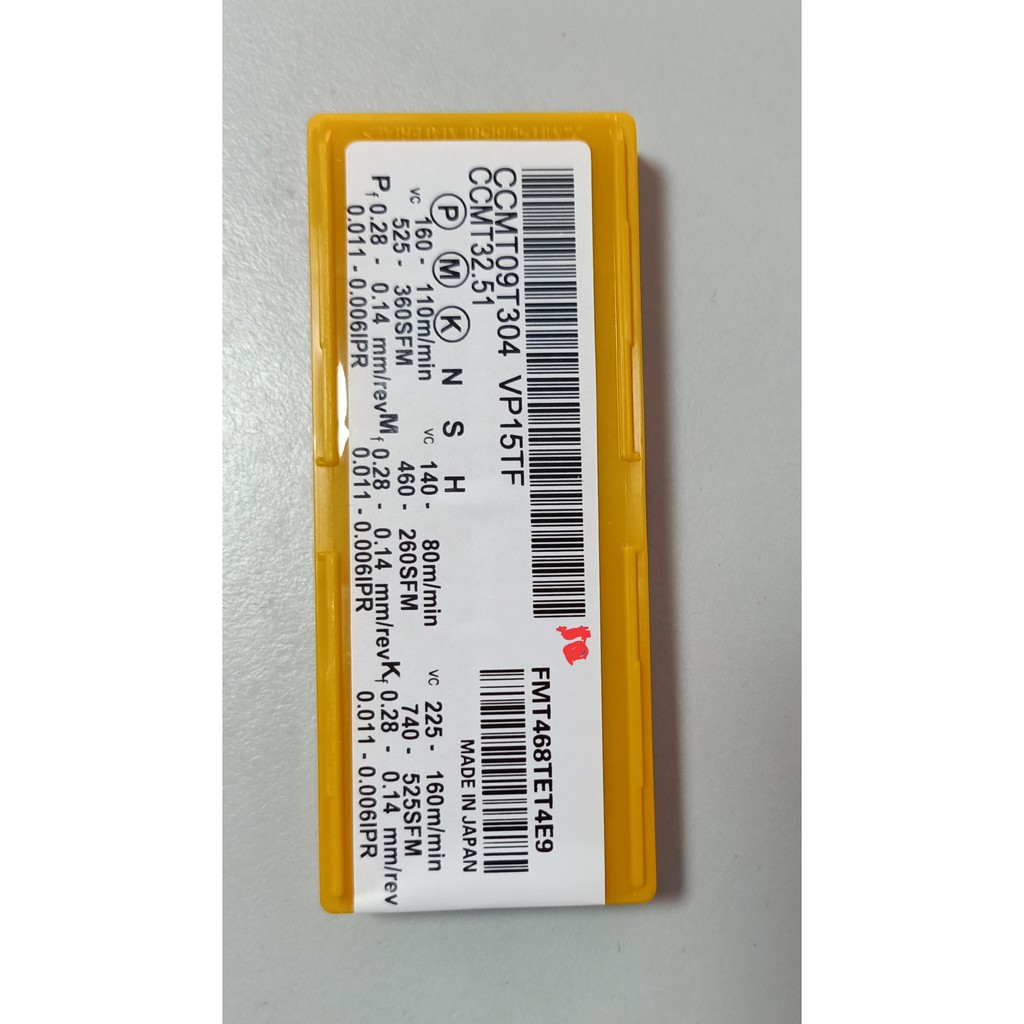 CCMT09T304 VP15TF
CCMT32.51
FMT468TET4E9
MADE IN JAPAN
P M K N S H
VC 160 - 110m/min VC 140 - 80m/min VC 225 - 160m/min
525 - 360SFM 460 - 260SFM 740 - 525SFM
P f 0.28 - 0.14 mm/rev M f 0.28 - 0.14 mm/rev K f 0.28 - 0.14 mm/rev
0.011 - 0.006IPR 0.011 - 0.006IPR 0.011 - 0.006IPR